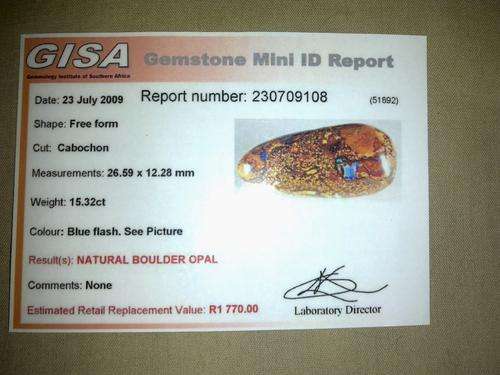 GISA Gemstone Mini ID Report
Gemmology Institute of Southern Africa
Date: 23 July 2009 Report number: 230709108 (51892)
Shape: Free form
Cut: Cabochon
Measurements: 26.59 x 12.28 mm
Weight: 15.32ct
Colour: Blue flash. See Picture
Result(s): NATURAL BOULDER OPAL
Comments: None
Estimated Retail Replacement Value: R1 770.00
Laboratory Director